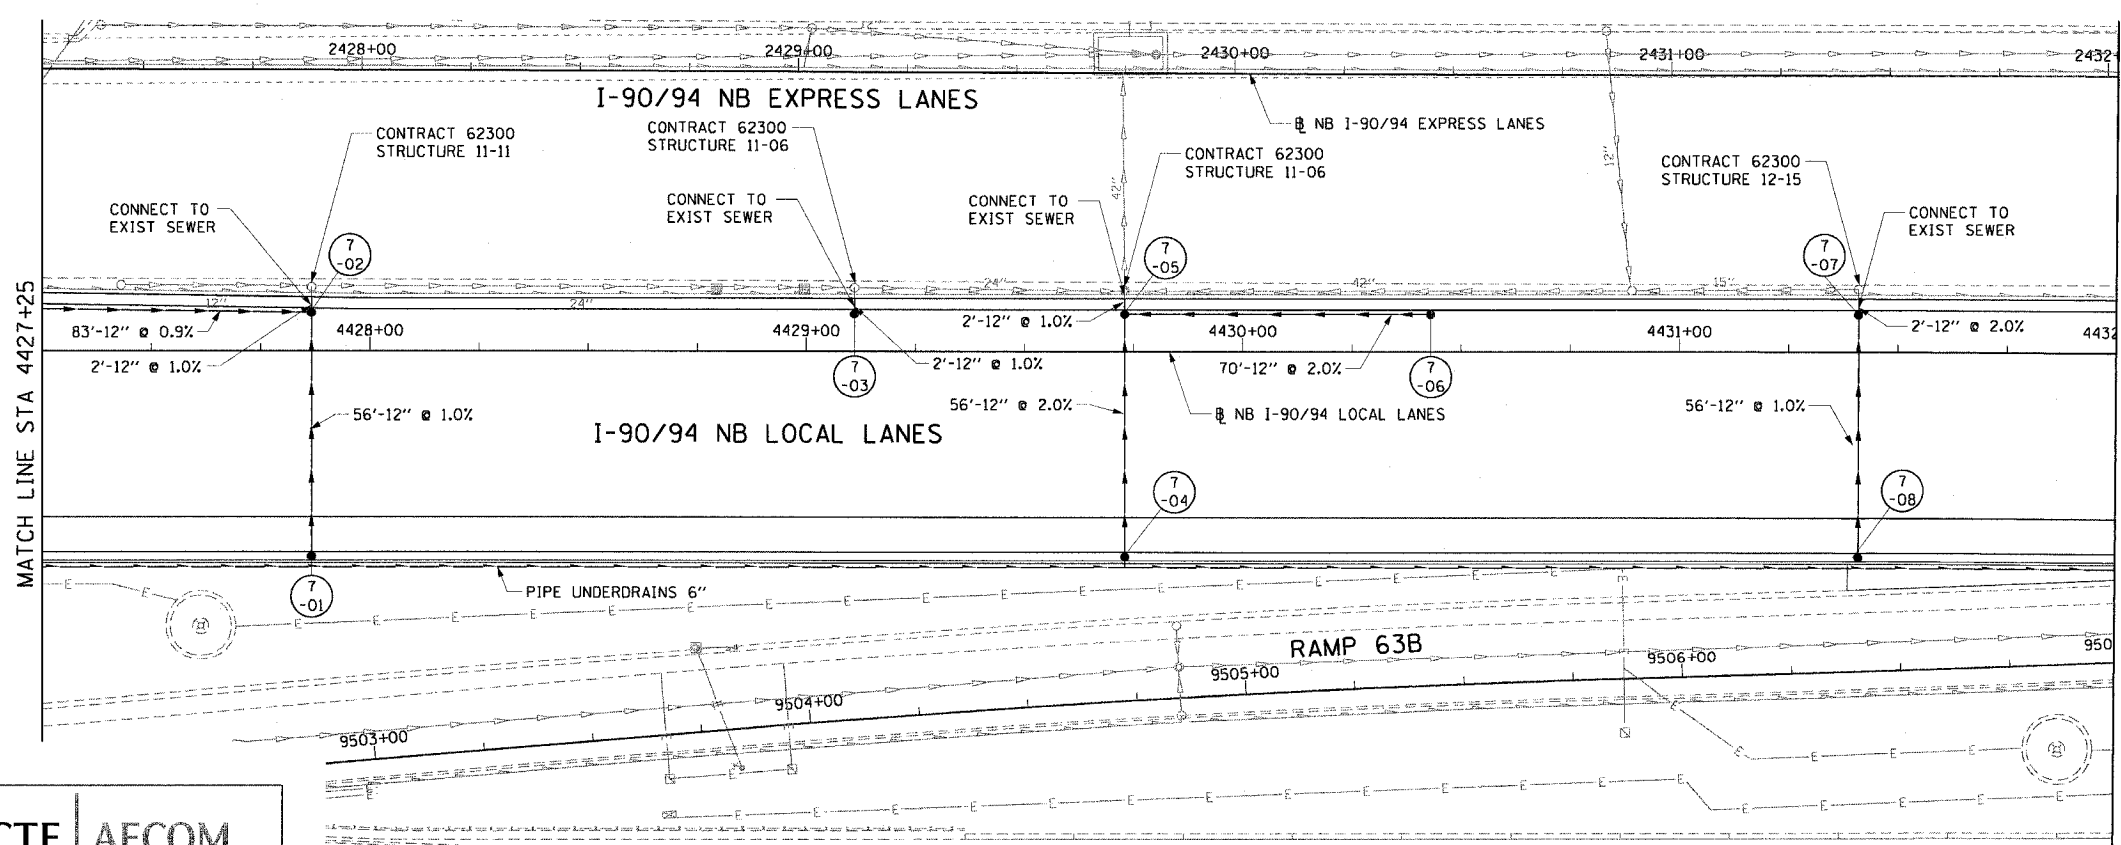 2428+00
2429+00
2430+00
2431+00
2432+
12"
I-90/94 NB EXPRESS LANES
℄ NB I-90/94 EXPRESS LANES
CONTRACT 62300
STRUCTURE 11-11
CONTRACT 62300
STRUCTURE 11-06
CONTRACT 62300
STRUCTURE 11-06
CONTRACT 62300
STRUCTURE 12-15
12"
42"
CONNECT TO
EXIST SEWER
CONNECT TO
EXIST SEWER
CONNECT TO
EXIST SEWER
CONNECT TO
EXIST SEWER
7
-02
7
-05
7
-07
12"
24"
24"
42"
15"
MATCH LINE STA 4427+25
83'-12" @ 0.9%
4428+00
4429+00
2'-12" @ 1.0%
4430+00
4431+00
2'-12" @ 2.0%
4432
2'-12" @ 1.0%
7
-03
2'-12" @ 1.0%
70'-12" @ 2.0%
7
-06
56'-12" @ 1.0%
56'-12" @ 2.0%
℄ NB I-90/94 LOCAL LANES
56'-12" @ 1.0%
I-90/94 NB LOCAL LANES
7
-04
7
-08
7
-01
PIPE UNDERDRAINS 6"
RAMP 63B
9503+00
9504+00
9505+00
9506+00
950
CTE
AECOM